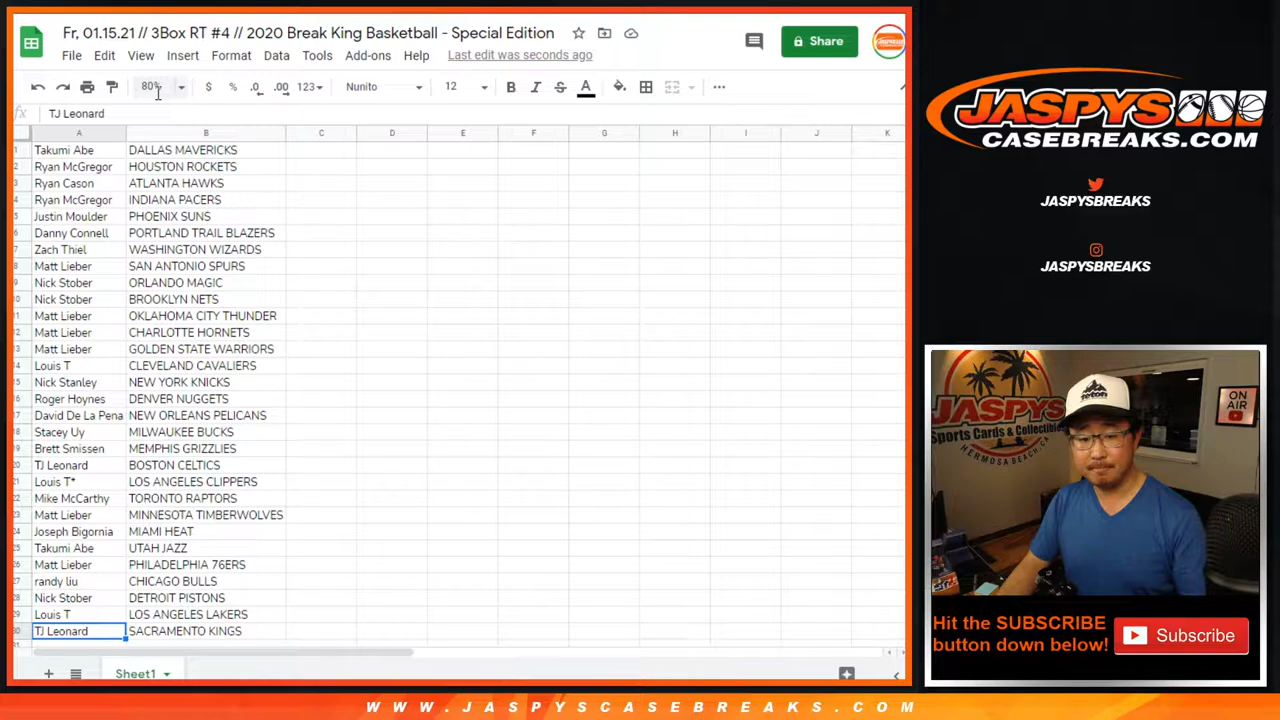 Fr, 01.15.21 // 3Box RT #4 // 2020 Break King Basketball - Special Edition
File Edit View Insert Format Data Tools Add-ons Help Last edit was seconds ago
Share
80% $ % .0 .00 123 Nunito 12 B I S A
fx TJ Leonard
A B C D E F G H I J K
1 Takumi Abe DALLAS MAVERICKS
2 Ryan McGregor HOUSTON ROCKETS
3 Ryan Cason ATLANTA HAWKS
4 Ryan McGregor INDIANA PACERS
5 Justin Moulder PHOENIX SUNS
6 Danny Connell PORTLAND TRAIL BLAZERS
7 Zach Thiel WASHINGTON WIZARDS
8 Matt Lieber SAN ANTONIO SPURS
9 Nick Stober ORLANDO MAGIC
10 Nick Stober BROOKLYN NETS
11 Matt Lieber OKLAHOMA CITY THUNDER
12 Matt Lieber CHARLOTTE HORNETS
13 Matt Lieber GOLDEN STATE WARRIORS
14 Louis T CLEVELAND CAVALIERS
15 Nick Stanley NEW YORK KNICKS
16 Roger Hoynes DENVER NUGGETS
17 David De La Pena NEW ORLEANS PELICANS
18 Stacey Uy MILWAUKEE BUCKS
19 Brett Smissen MEMPHIS GRIZZLIES
20 TJ Leonard BOSTON CELTICS
21 Louis T* LOS ANGELES CLIPPERS
22 Mike McCarthy TORONTO RAPTORS
23 Matt Lieber MINNESOTA TIMBERWOLVES
24 Joseph Bigornia MIAMI HEAT
25 Takumi Abe UTAH JAZZ
26 Matt Lieber PHILADELPHIA 76ERS
27 randy liu CHICAGO BULLS
28 Nick Stober DETROIT PISTONS
29 Louis T LOS ANGELES LAKERS
30 TJ Leonard SACRAMENTO KINGS
Sheet1
JASPYS
CASEBREAKS.COM
JASPYSBREAKS
JASPYSBREAKS
JASPYS
Sports Cards & Collectibles
HERMOSA BEACH, CA
ON AIR
Hit the SUBSCRIBE
button down below!
Subscribe
WWW.JASPYSCASEBREAKS.COM